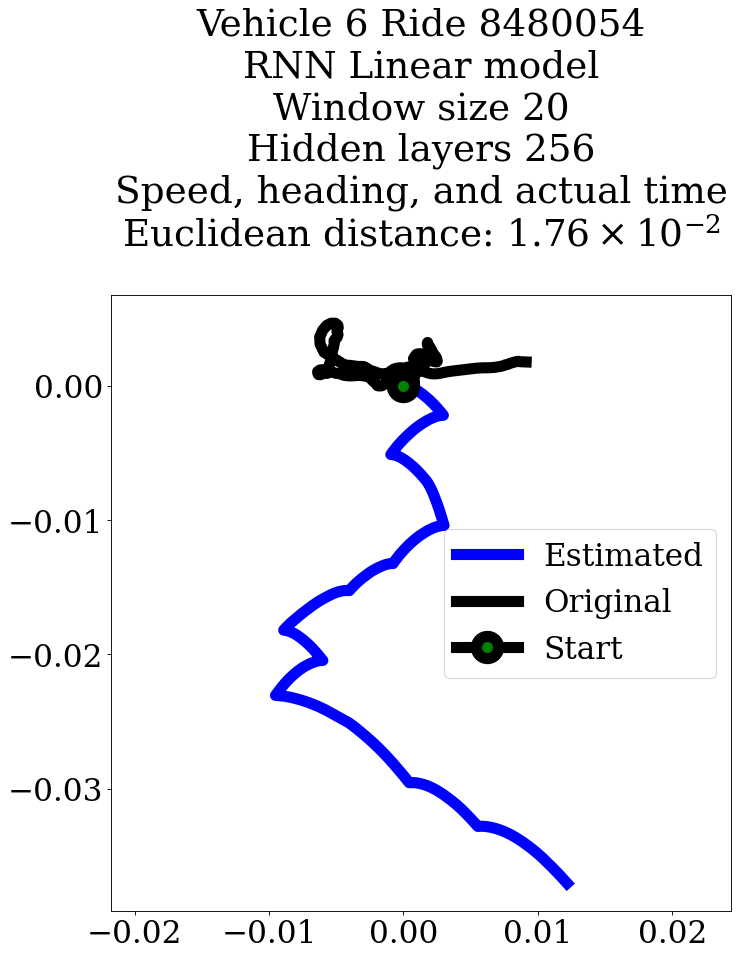 Vehicle 6 Ride 8480054
RNN Linear model
Window size 20
Hidden layers 256
Speed, heading, and actual time
Euclidean distance: 1.76 × 10⁻²
0.00
−0.01
−0.02
−0.03
Estimated
Original
Start
−0.02 −0.01 0.00 0.01 0.02